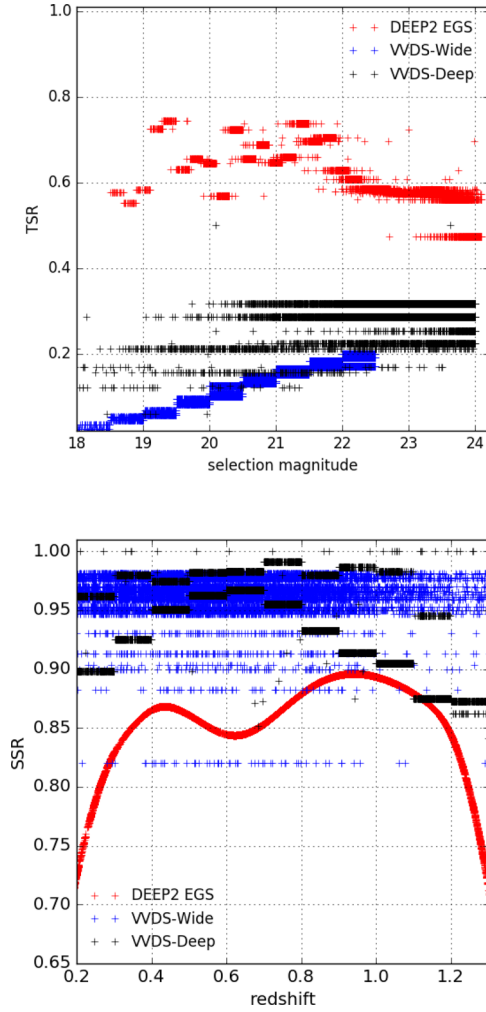 1.0
DEEP2 EGS
VVDS-Wide
VVDS-Deep
0.8
0.6
TSR
0.4
0.2
18 19 20 21 22 23 24
selection magnitude
1.00
0.95
0.90
SSR
0.85
0.80
0.75
0.70
DEEP2 EGS
VVDS-Wide
VVDS-Deep
0.65
0.2 0.4 0.6 0.8 1.0 1.2
redshift